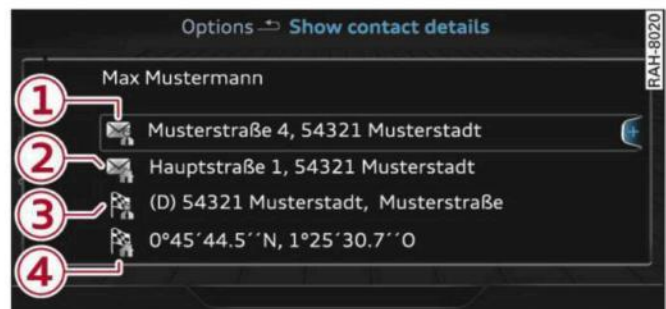 Options Show contact details
RAH-8020
Max Mustermann
1
Musterstraße 4, 54321 Musterstadt
2
Hauptstraße 1, 54321 Musterstadt
3
(D) 54321 Musterstadt, Musterstraße
4
0°45´44.5´´N, 1°25´30.7´´O